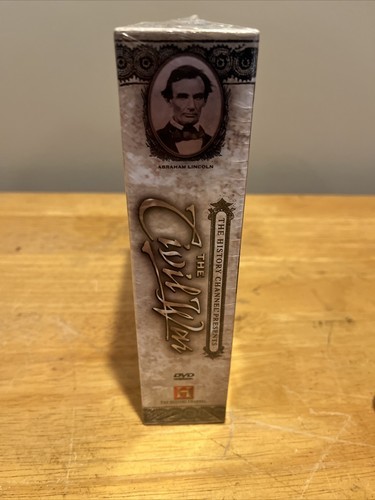 ABRAHAM LINCOLN
THE HISTORY CHANNEL PRESENTS
THE
Civil War
DVD
H